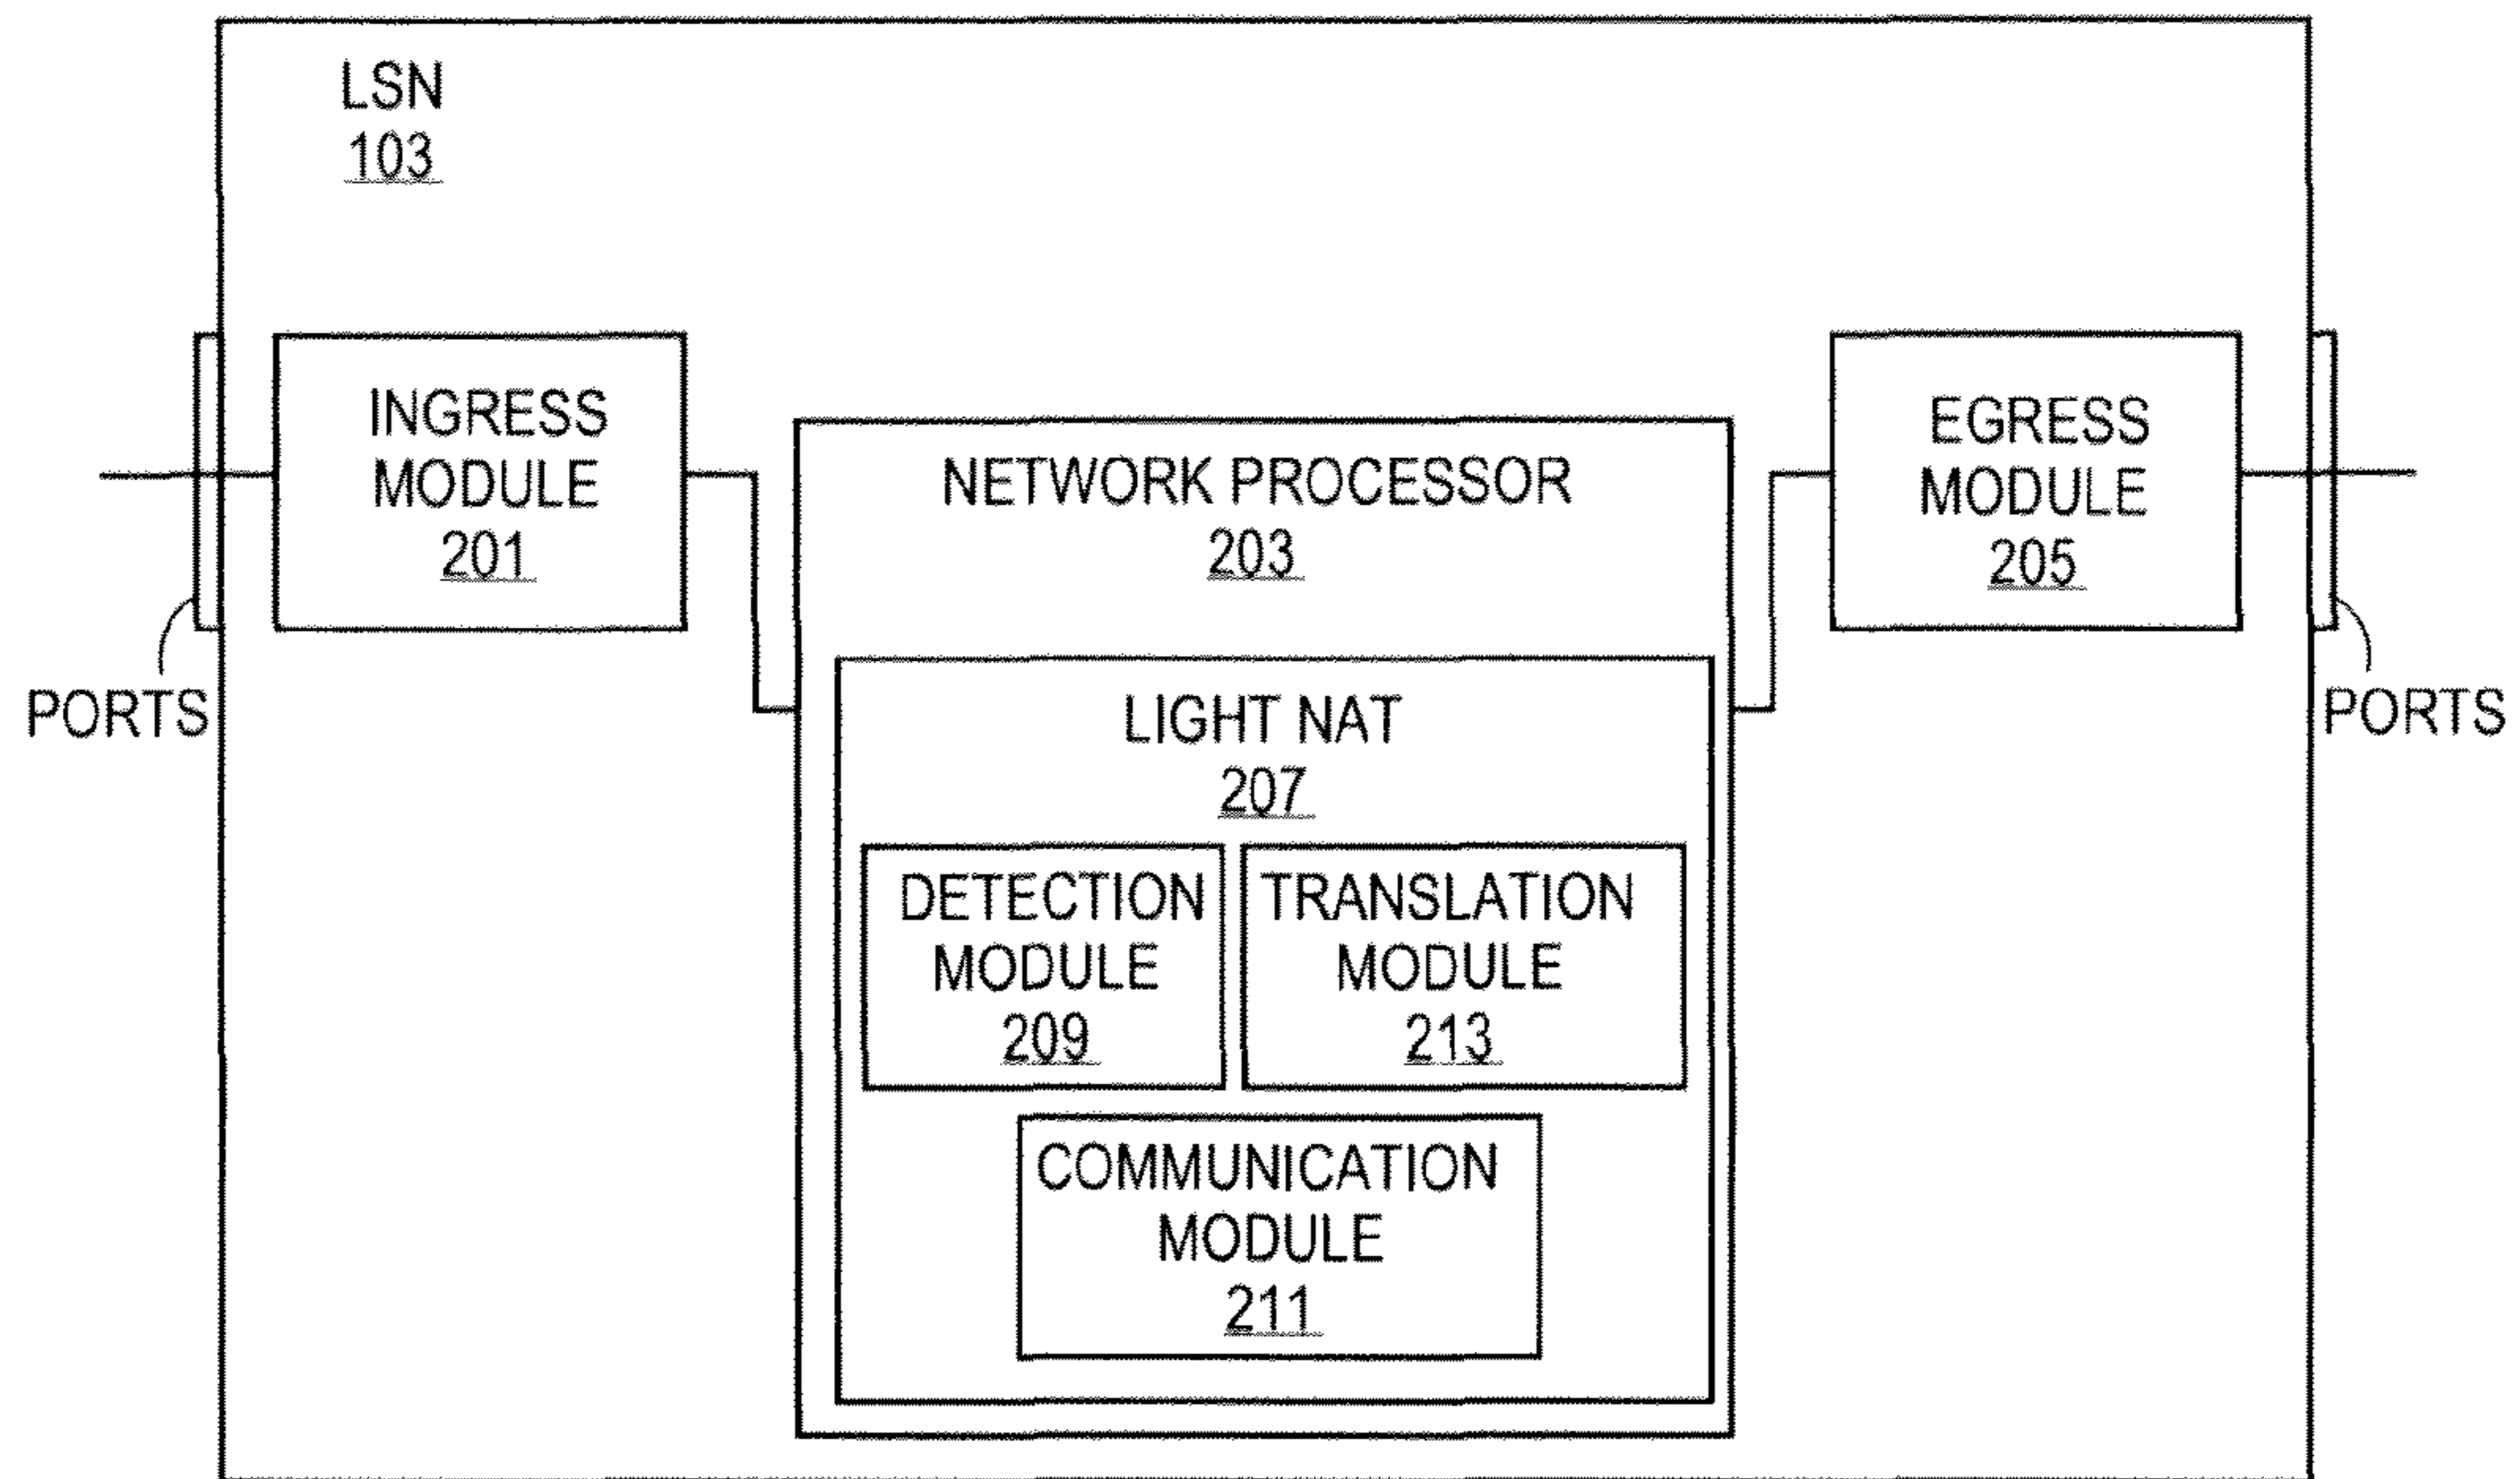 LSN
103
INGRESS
MODULE
201
PORTS
NETWORK PROCESSOR
203
LIGHT NAT
207
DETECTION
MODULE
209
TRANSLATION
MODULE
213
COMMUNICATION
MODULE
211
EGRESS
MODULE
205
PORTS